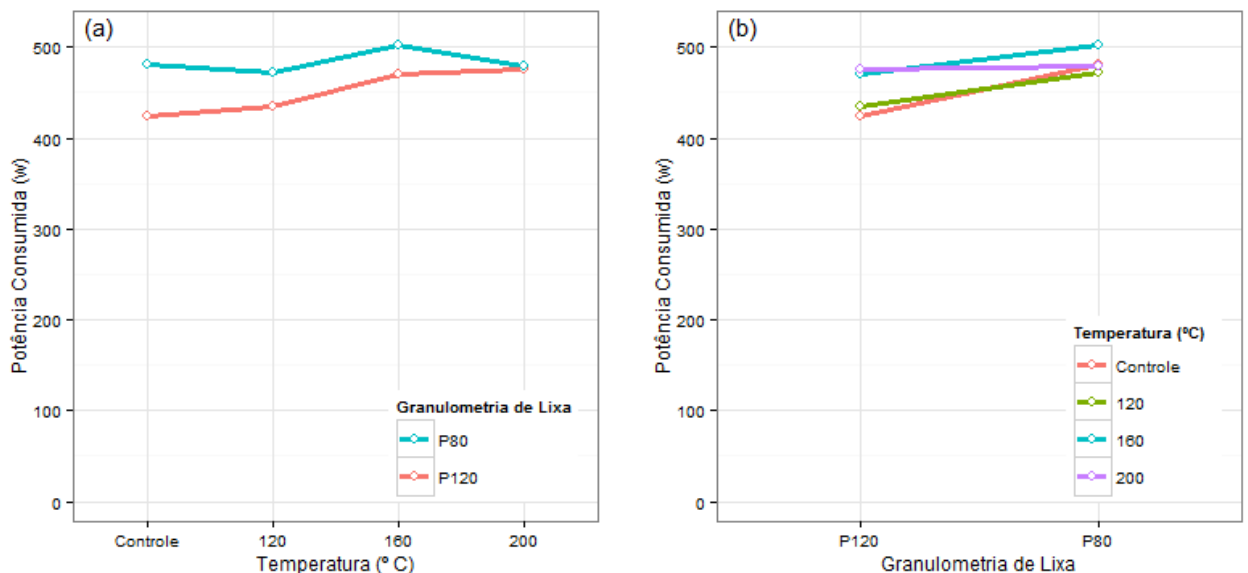 (a)
500
400
300
200
100
0
Potência Consumida (w)
Granulometria de Lixa
P80
P120
Controle 120 160 200
Temperatura (º C)
(b)
500
400
300
200
100
0
Potência Consumida (w)
Temperatura (ºC)
Controle
120
160
200
P120 P80
Granulometria de Lixa